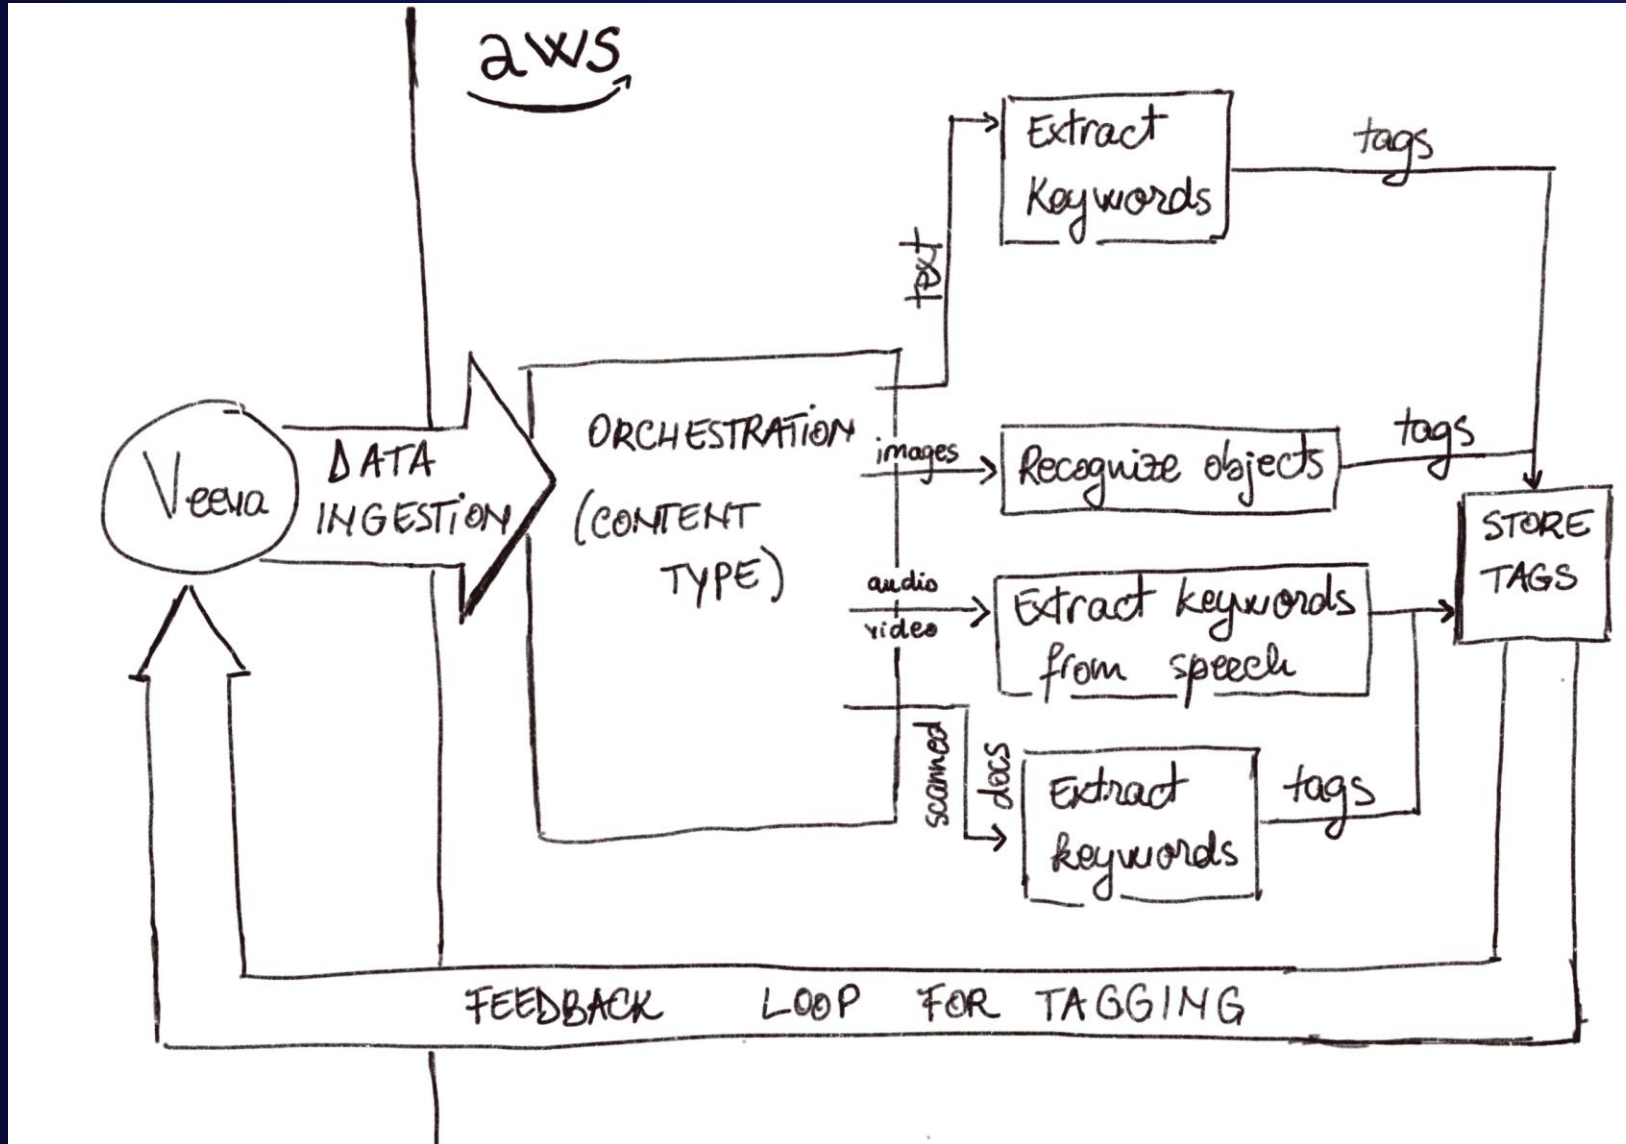 aws
Extract
Keywords
tags
text
Veeva
DATA
INGESTION
ORCHESTRATION
(CONTENT
TYPE)
images
Recognize objects
tags
STORE
TAGS
audio
video
Extract keywords
from speech
scanned
docs
Extract
keywords
tags
FEEDBACK LOOP FOR TAGGING